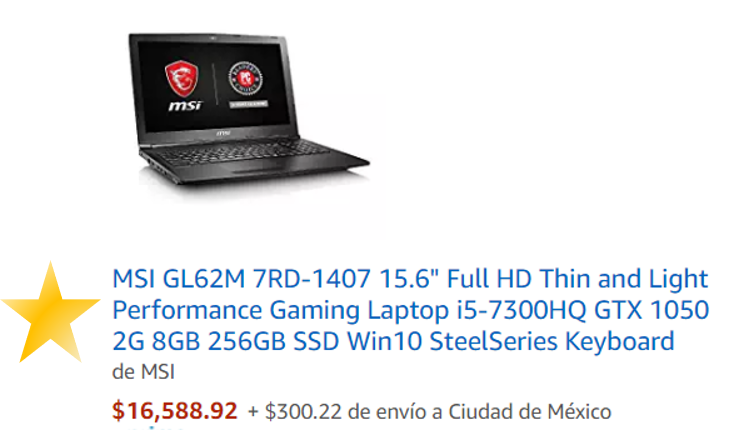 msi
PC
MSI GL62M 7RD-1407 15.6" Full HD Thin and Light
Performance Gaming Laptop i5-7300HQ GTX 1050
2G 8GB 256GB SSD Win10 SteelSeries Keyboard
de MSI
$16,588.92 + $300.22 de envío a Ciudad de México